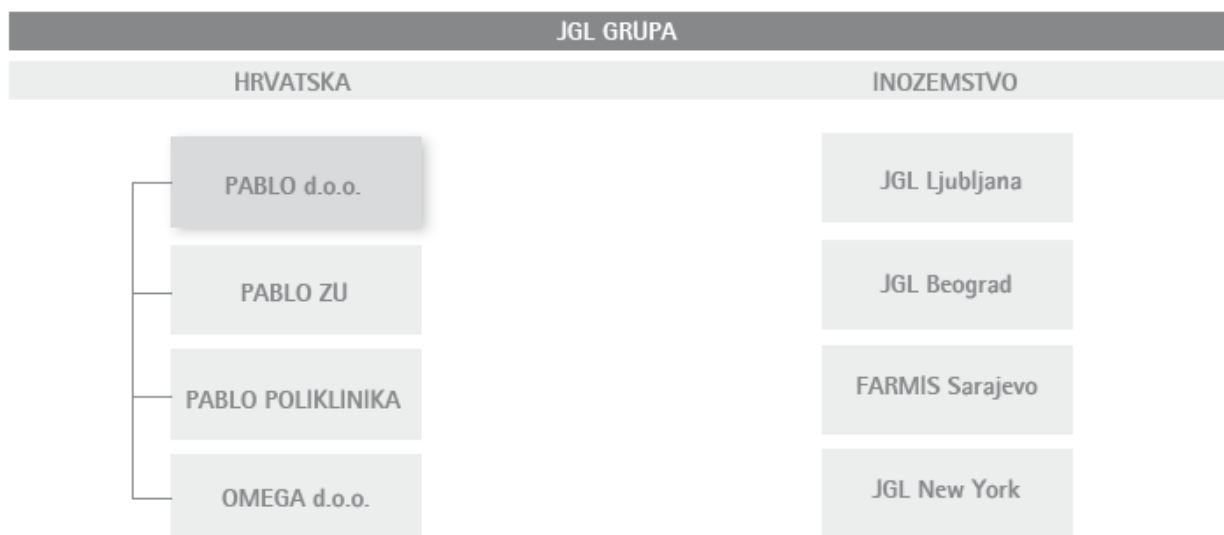 JGL GRUPA
HRVATSKA
INOZEMSTVO
PABLO d.o.o.
PABLO ZU
PABLO POLIKLINIKA
OMEGA d.o.o.
JGL Ljubljana
JGL Beograd
FARMIS Sarajevo
JGL New York